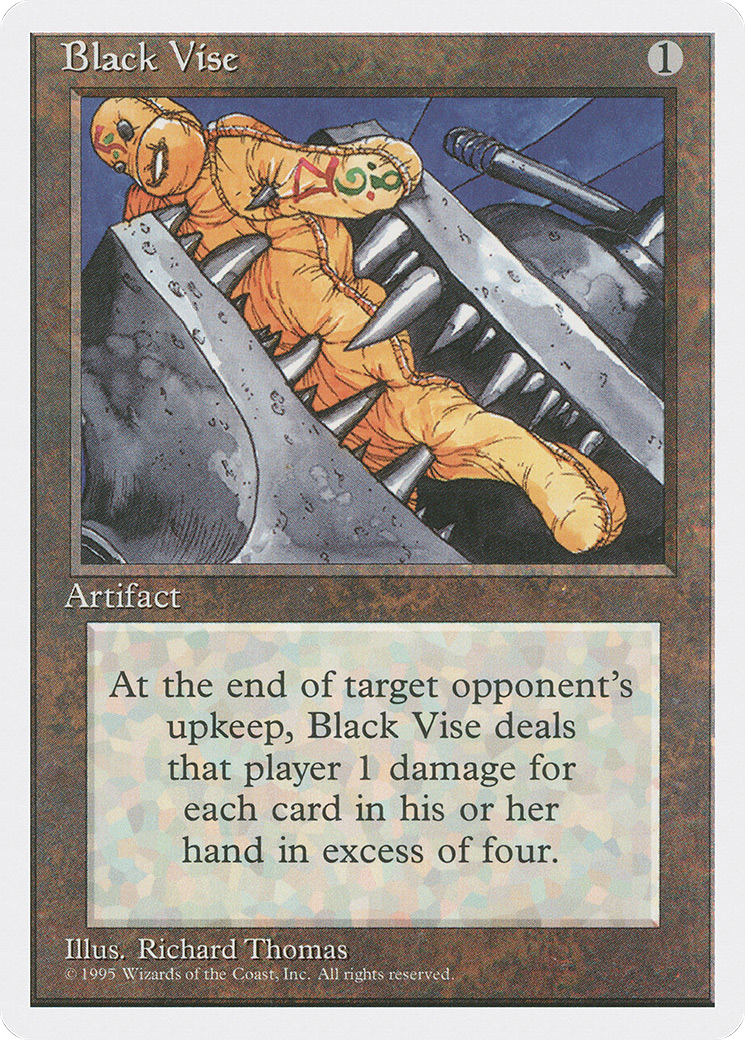 Black Vise
1
Artifact
At the end of target opponent's
upkeep, Black Vise deals
that player 1 damage for
each card in his or her
hand in excess of four.
Illus. Richard Thomas
© 1995 Wizards of the Coast, Inc. All rights reserved.